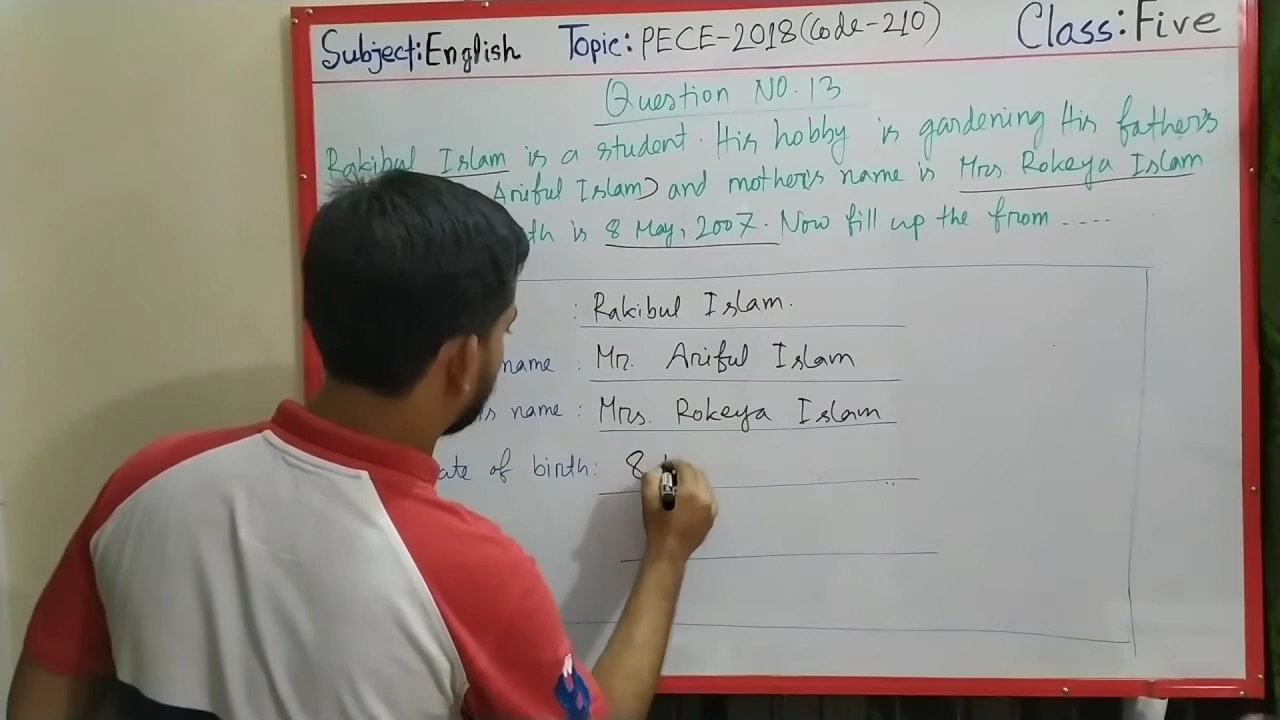 Subject: English Topic: PECE-2018 (Code-210) Class: Five
Question NO. 13
Rakibul Islam is a student. His hobby is gardening His father's
Ariful Islam) and mother's name is Mrs Rokeya Islam
th is 8 May, 2007. Now fill up the from ....
: Rakibul Islam.
name : Mr. Ariful Islam
's name : Mrs. Rokeya Islam
ate of birth: 8